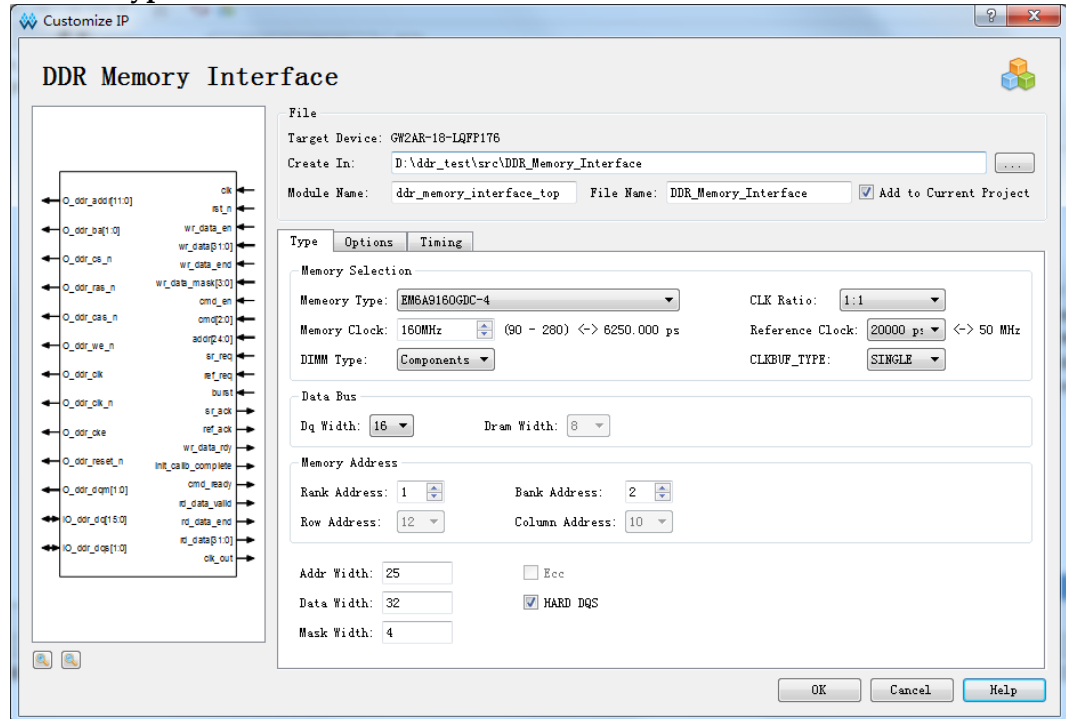 Customize IP
DDR Memory Interface
File
Target Device: GW2AR-18-LQFP176
Create In: D:\ddr_test\src\DDR_Memory_Interface ...
Module Name: ddr_memory_interface_top File Name: DDR_Memory_Interface Add to Current Project
O_ddr_addr[11:0]
O_ddr_ba[1:0]
O_ddr_cs_n
O_ddr_ras_n
O_ddr_cas_n
O_ddr_we_n
O_ddr_clk
O_ddr_clk_n
O_ddr_cke
O_ddr_reset_n
O_ddr_dqm[1:0]
IO_ddr_dq[15:0]
IO_ddr_dqs[1:0]
clk
rst_n
wr_data_en
wr_data[31:0]
wr_data_end
wr_data_mask[3:0]
cmd_en
cmd[2:0]
addr[24:0]
sr_req
ref_req
burst
sr_ack
ref_ack
wr_data_rdy
init_calib_complete
cmd_ready
rd_data_valid
rd_data_end
rd_data[31:0]
clk_out
Type Options Timing
Memory Selection
Memeory Type: EM6A9160GDC-4 CLK Ratio: 1:1
Memory Clock: 160MHz (90 - 280) <-> 6250.000 ps Reference Clock: 20000 p: <-> 50 MHz
DIMM Type: Components CLKBUF_TYPE: SINGLE
Data Bus
Dq Width: 16 Dram Width: 8
Memory Address
Rank Address: 1 Bank Address: 2
Row Address: 12 Column Address: 10
Addr Width: 25 Ecc
Data Width: 32 HARD DQS
Mask Width: 4
OK Cancel Help